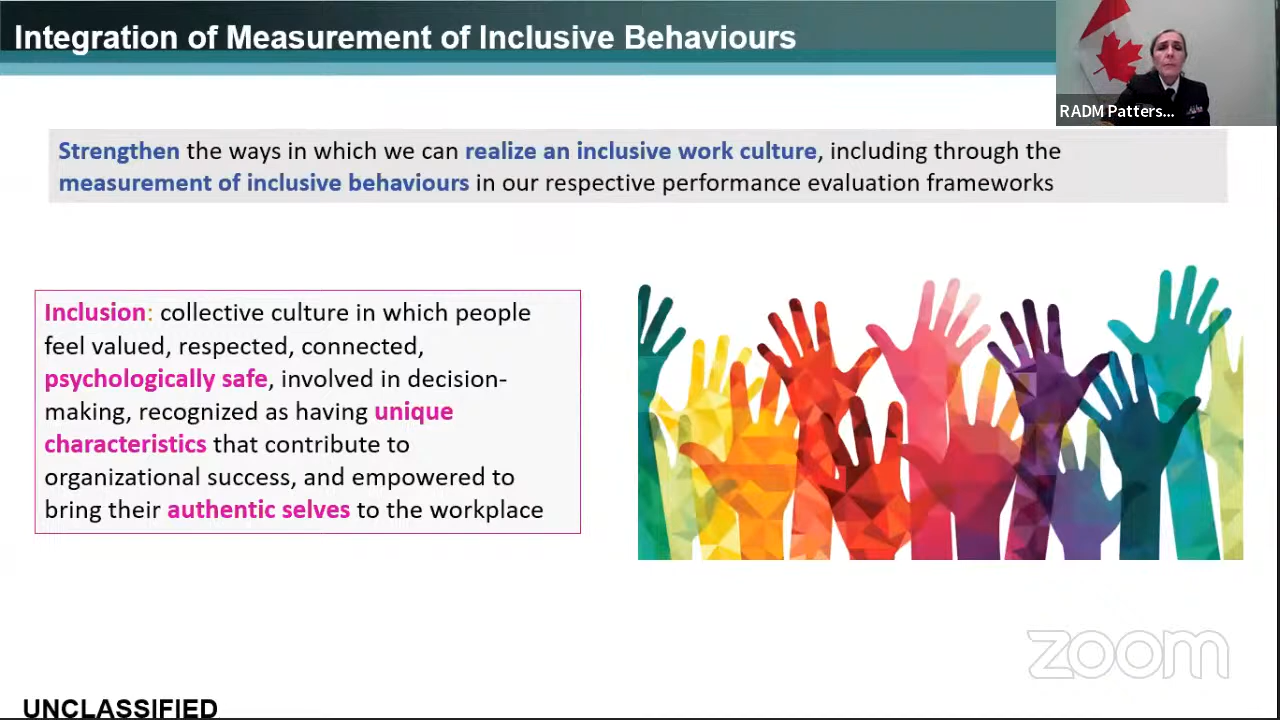 Integration of Measurement of Inclusive Behaviours
RADM Patters...
Strengthen the ways in which we can realize an inclusive work culture, including through the
measurement of inclusive behaviours in our respective performance evaluation frameworks
Inclusion: collective culture in which people
feel valued, respected, connected,
psychologically safe, involved in decision-
making, recognized as having unique
characteristics that contribute to
organizational success, and empowered to
bring their authentic selves to the workplace
zoom
UNCLASSIFIED